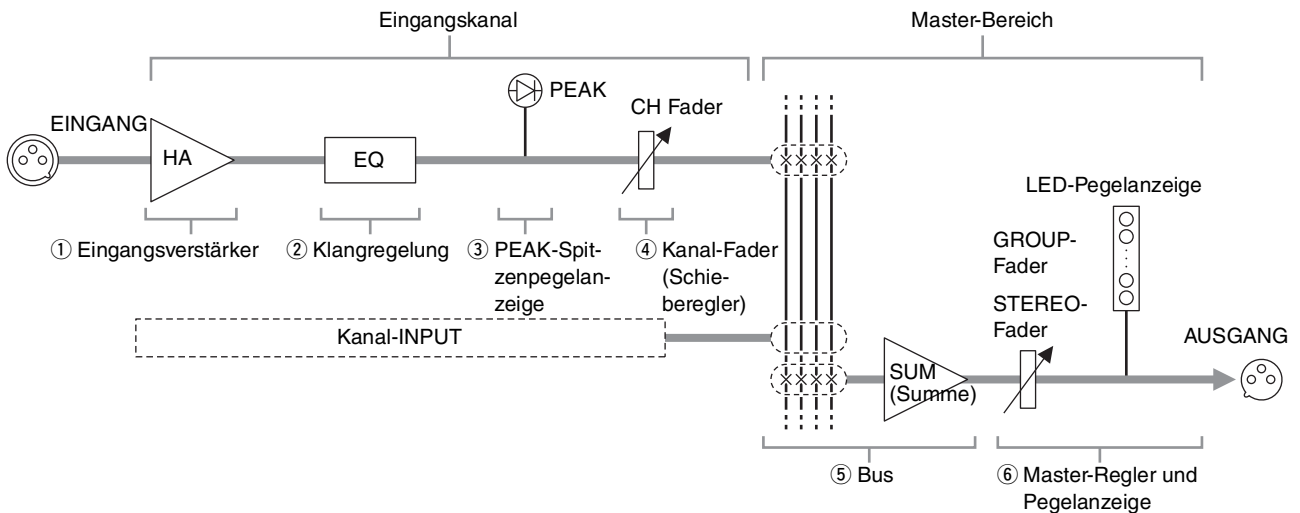 Eingangskanal
Master-Bereich
PEAK
CH Fader
EINGANG
HA
EQ
LED-Pegelanzeige
① Eingangsverstärker
② Klangregelung
③ PEAK-Spit-
zenpegelan-
zeige
④ Kanal-Fader
(Schie-
beregler)
GROUP-
Fader
STEREO-
Fader
Kanal-INPUT
AUSGANG
SUM
(Summe)
⑤ Bus
⑥ Master-Regler und
Pegelanzeige